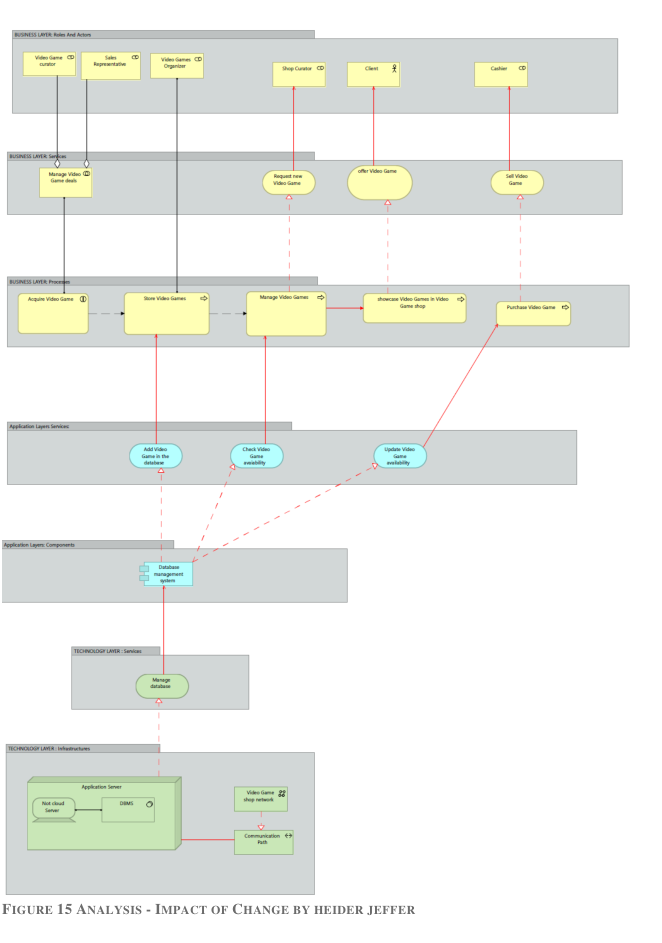 BUSINESS LAYER: Roles And Actors
Video Game
curator
Sales
Representative
Video Games
Organizer
Shop Curator
Client
Cashier
BUSINESS LAYER: Services
Manage Video
Game deals
Request new
Video Game
offer Video Game
Sell Video
Game
BUSINESS LAYER: Processes
Acquire Video Game
Store Video Games
Manage Video Games
showcase Video Games in Video
Game shop
Purchase Video Game
Application Layers Services
Add Video
Game in the
database
Check Video
Game
avaiability
Update Video
Game
availability
Application Layers: Components
Database
management
system
TECHNOLOGY LAYER : Services
Manage
database
TECHNOLOGY LAYER : Infrastructures
Application Server
Not cloud
Server
DBMS
Video Game
shop network
Communication
Path
FIGURE 15 ANALYSIS - IMPACT OF CHANGE BY HEIDER JEFFER